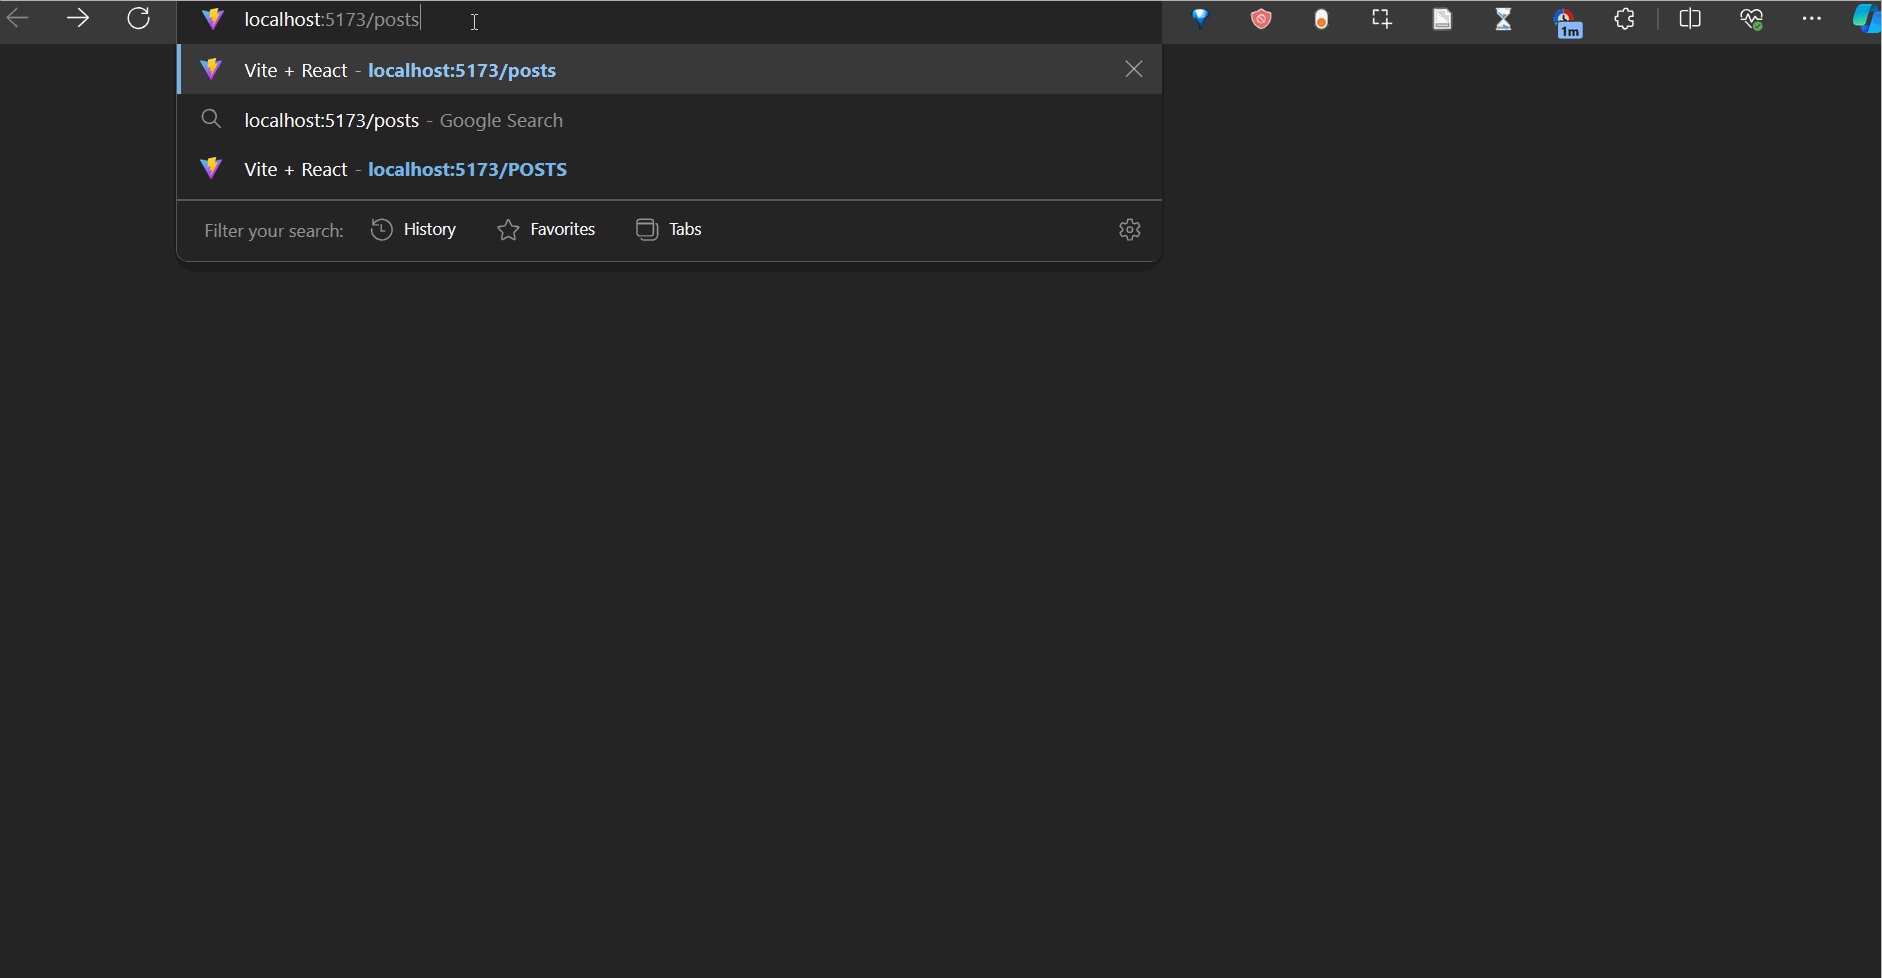 localhost:5173/posts
1m
Vite + React - localhost:5173/posts
localhost:5173/posts - Google Search
Vite + React - localhost:5173/POSTS
Filter your search: History Favorites Tabs